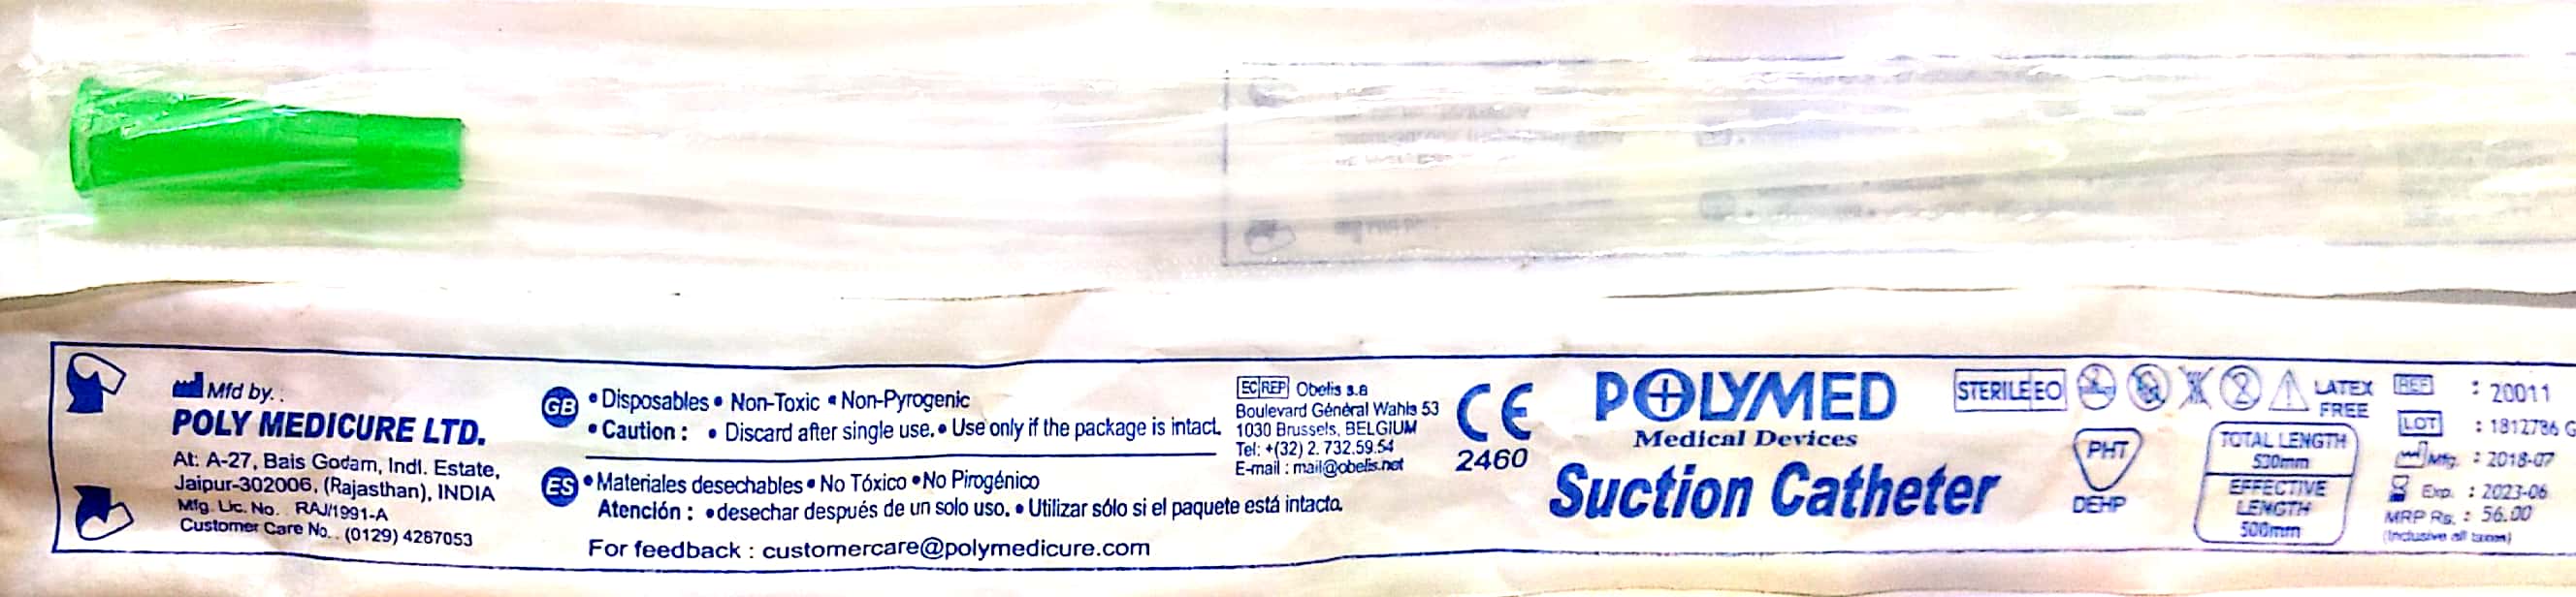 Mfd by.:
POLY MEDICURE LTD.
At: A-27, Bais Godam, Indl. Estate,
Jaipur-302006, (Rajasthan), INDIA
Mfg. Lic. No.. RAJ/1991-A
Customer Care No.. (0129) 4287053
GB • Disposables • Non-Toxic • Non-Pyrogenic
• Caution : • Discard after single use. • Use only if the package is intact.
ES • Materiales desechables • No Tóxico • No Pirogénico
Atención : • desechar después de un solo uso. • Utilizar sólo si el paquete está intacto.
For feedback : customercare@polymedicure.com
EC REP Obelis s.a
Boulevard Général Wahis 53
1030 Brussels, BELGIUM
Tel: +(32) 2. 732.59.54
E-mail : mail@obelis.net
CE
2460
POLYMED
Medical Devices
Suction Catheter
STERILE EO
2
LATEX
FREE
PHT
DEHP
TOTAL LENGTH
530mm
EFFECTIVE
LENGTH
500mm
REF : 20011
LOT : 1812786 G
Mfg. : 2018-07
Exp. : 2023-06
MRP Rs. : 56.00
(Inclusive all taxes)